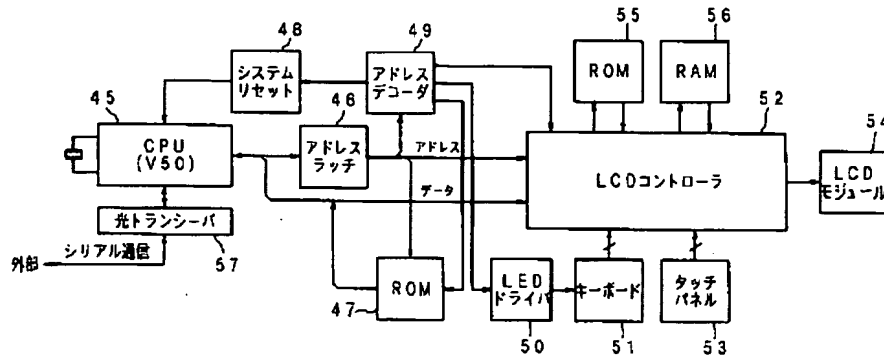 48
システム
リセット
49
アドレス
デコーダ
55
ROM
56
RAM
45
CPU
(V50)
46
アドレス
ラッチ
アドレス
データ
52
LCDコントローラ
54
LCD
モジュール
光トランシーバ
57
シリアル通信
外部
ROM
47
LED
ドライバ
50
キーボード
51
タッチ
パネル
53